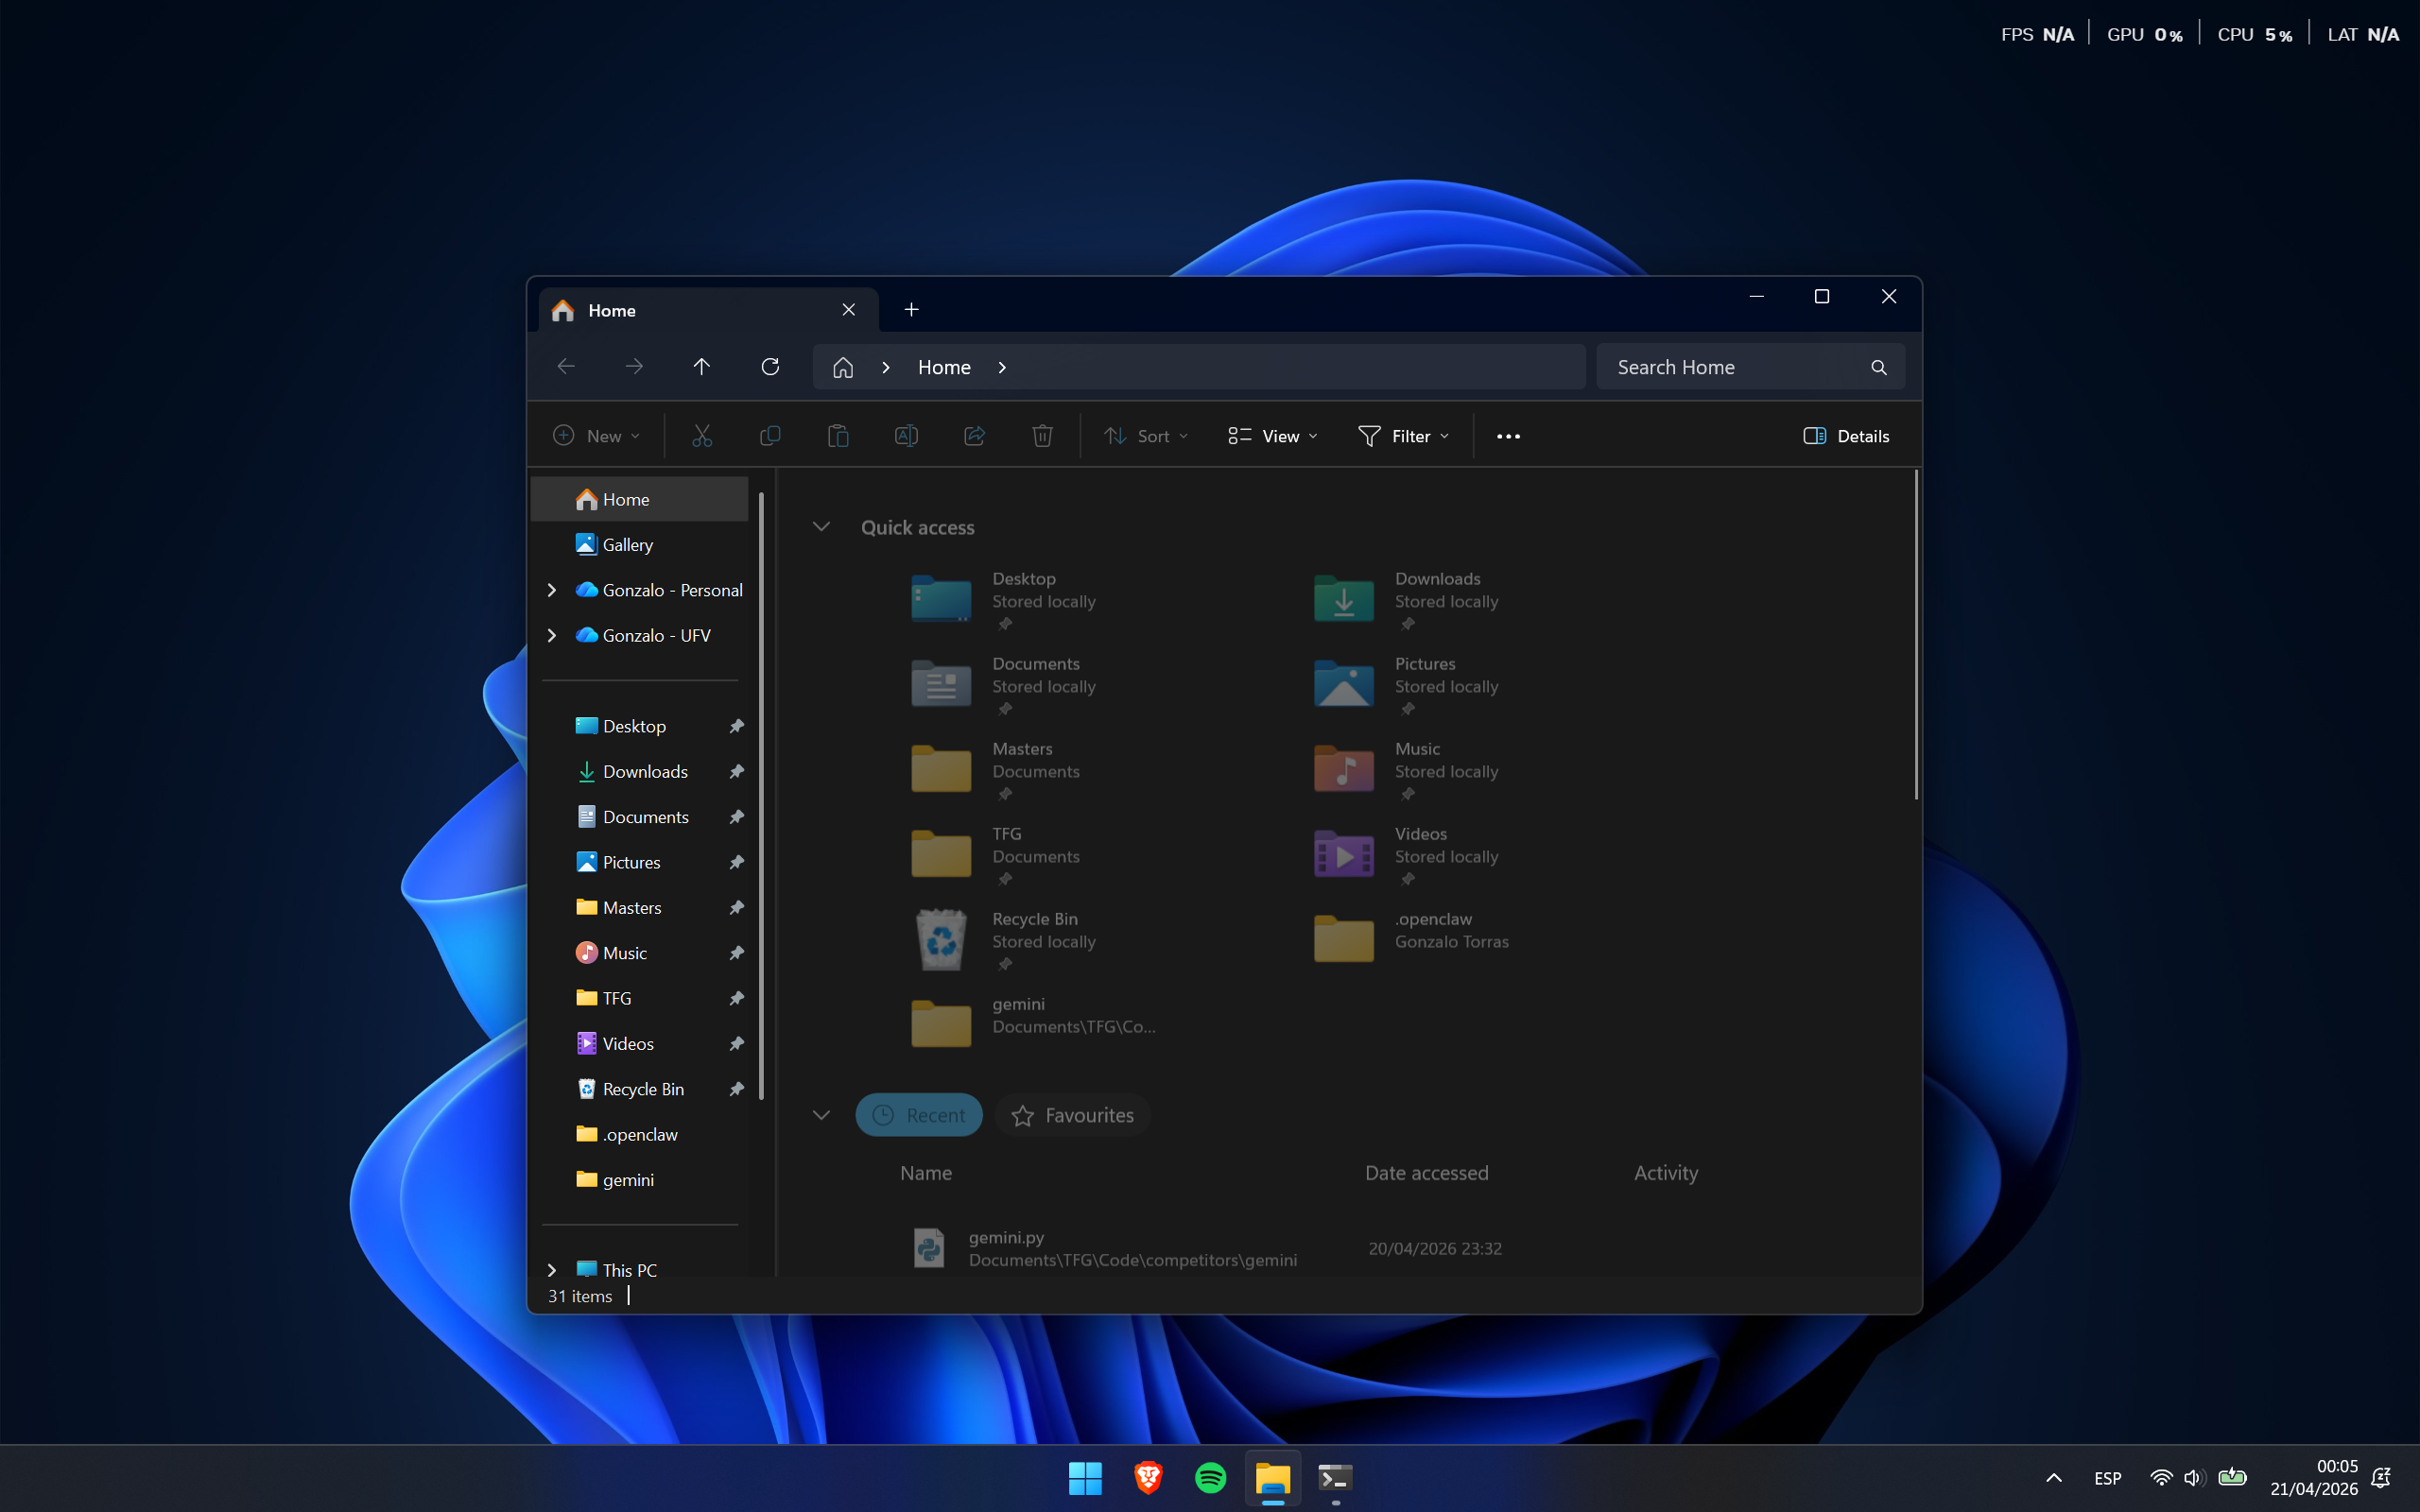 FPS N/A GPU 0% CPU 5% LAT N/A
Home
Home
Search Home
New
Sort
View
Filter
Details
Home
Gallery
Gonzalo - Personal
Gonzalo - UFV
Desktop
Downloads
Documents
Pictures
Masters
Music
TFG
Videos
Recycle Bin
.openclaw
gemini
This PC
31 items
Quick access
Desktop
Stored locally
Downloads
Stored locally
Documents
Stored locally
Pictures
Stored locally
Masters
Documents
Music
Stored locally
TFG
Documents
Videos
Stored locally
Recycle Bin
Stored locally
.openclaw
Gonzalo Torras
gemini
Documents\TFG\Co...
Recent
Favourites
Name Date accessed Activity
gemini.py
Documents\TFG\Code\competitors\gemini
20/04/2026 23:32
ESP
00:05
21/04/2026